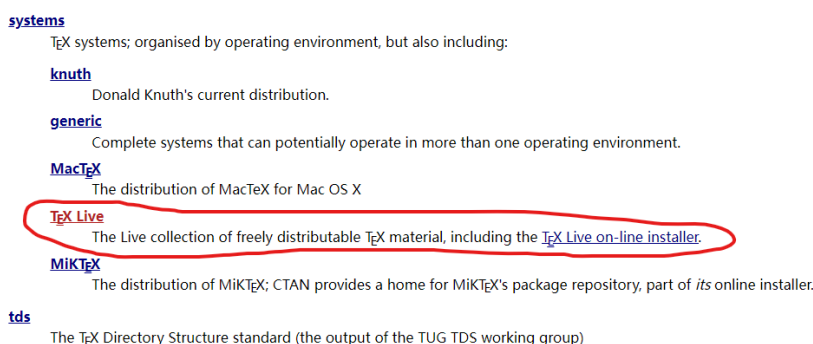 systems
TEX systems; organised by operating environment, but also including:
knuth
Donald Knuth's current distribution.
generic
Complete systems that can potentially operate in more than one operating environment.
MacTEX
The distribution of MacTeX for Mac OS X
TEX Live
The Live collection of freely distributable TEX material, including the TEX Live on-line installer.
MiKTEX
The distribution of MiKTEX; CTAN provides a home for MiKTEX's package repository, part of its online installer.
tds
The TEX Directory Structure standard (the output of the TUG TDS working group)